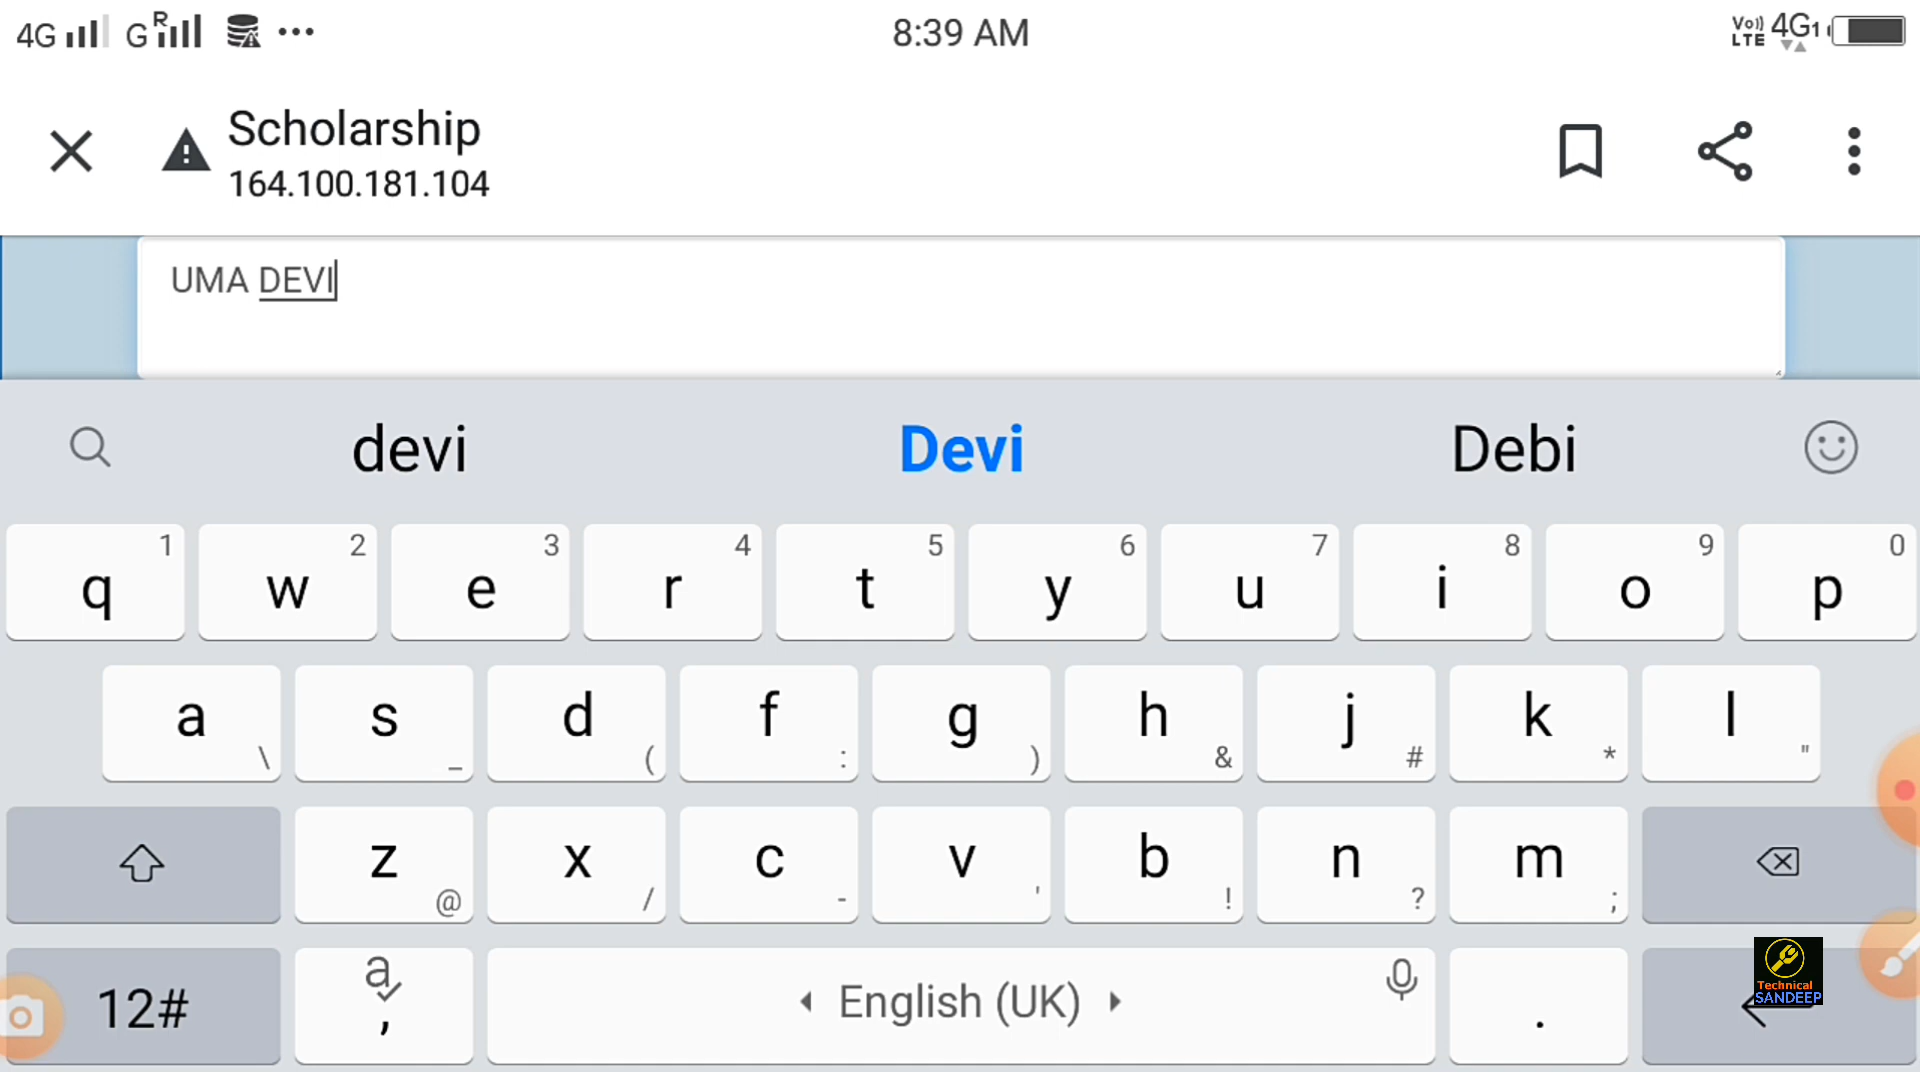 4G G R 8:39 AM Vo)) LTE 4G1
Scholarship
164.100.181.104
UMA DEVI
devi Devi Debi
1 2 3 4 5 6 7 8 9 0
q w e r t y u i o p
a s d f g h j k l
\ _ ( : ) & # * "
z x c v b n m
@ / - ' ! ? ;
12# a , English (UK) .
Technical
SANDEEP